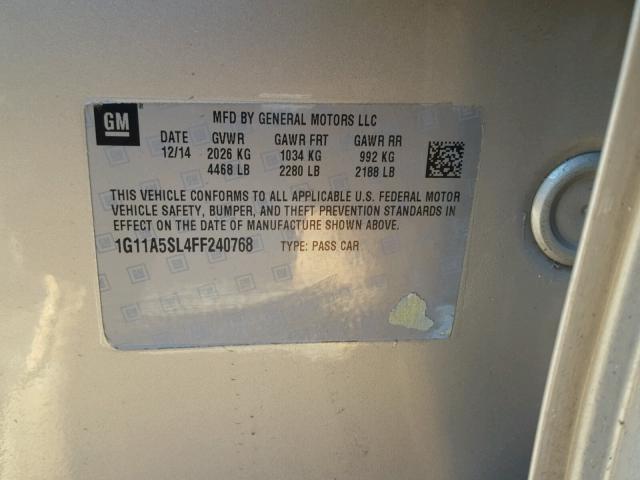 GM
MFD BY GENERAL MOTORS LLC
DATE GVWR GAWR FRT GAWR RR
12/14 2026 KG 1034 KG 992 KG
4468 LB 2280 LB 2188 LB
THIS VEHICLE CONFORMS TO ALL APPLICABLE U.S. FEDERAL MOTOR
VEHICLE SAFETY, BUMPER, AND THEFT PREVENTION STANDARDS IN
EFFECT ON THE DATE OF MANUFACTURE SHOWN ABOVE.
1G11A5SL4FF240768 TYPE: PASS CAR